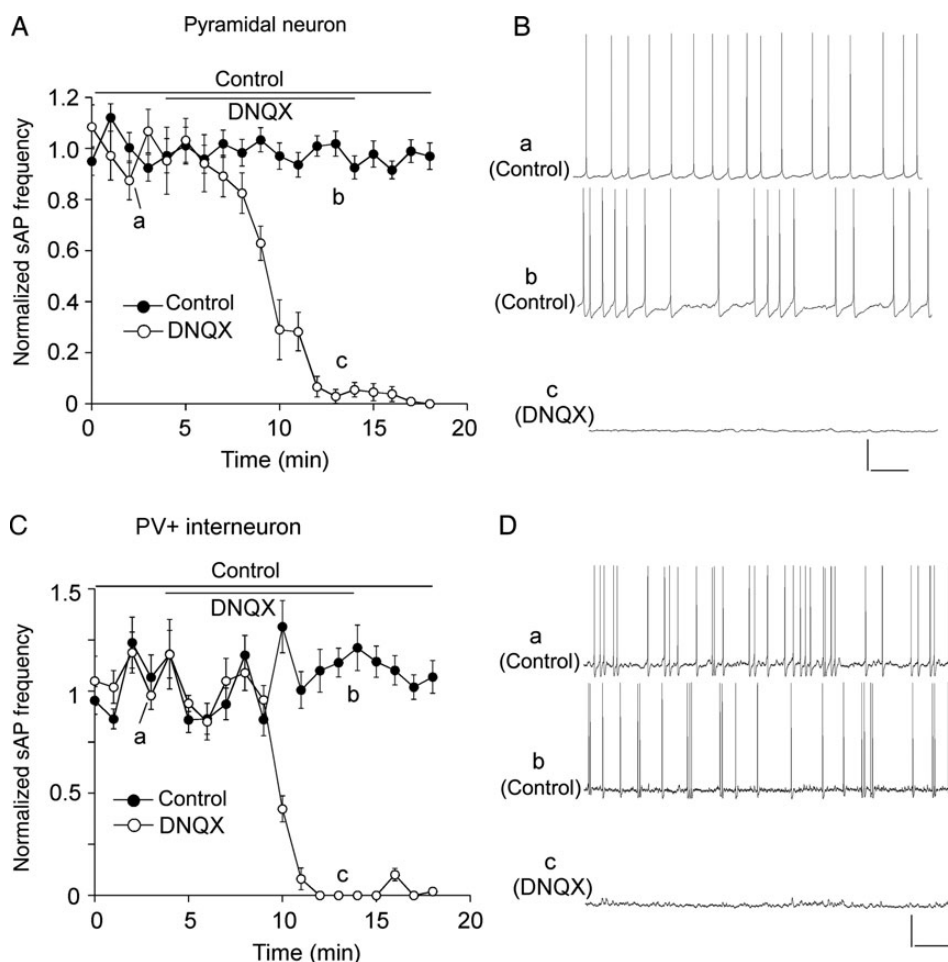 A
Pyramidal neuron
Control
DNQX
1.2
1.0
0.8
0.6
0.4
0.2
0
Normalized sAP frequency
a
b
c
Control
DNQX
0
5
10
15
20
Time (min)
B
a
(Control)
b
(Control)
c
(DNQX)
C
PV+ interneuron
Control
DNQX
1.5
1
0.5
0
Normalized sAP frequency
a
b
c
Control
DNQX
0
5
10
15
20
Time (min)
D
a
(Control)
b
(Control)
c
(DNQX)